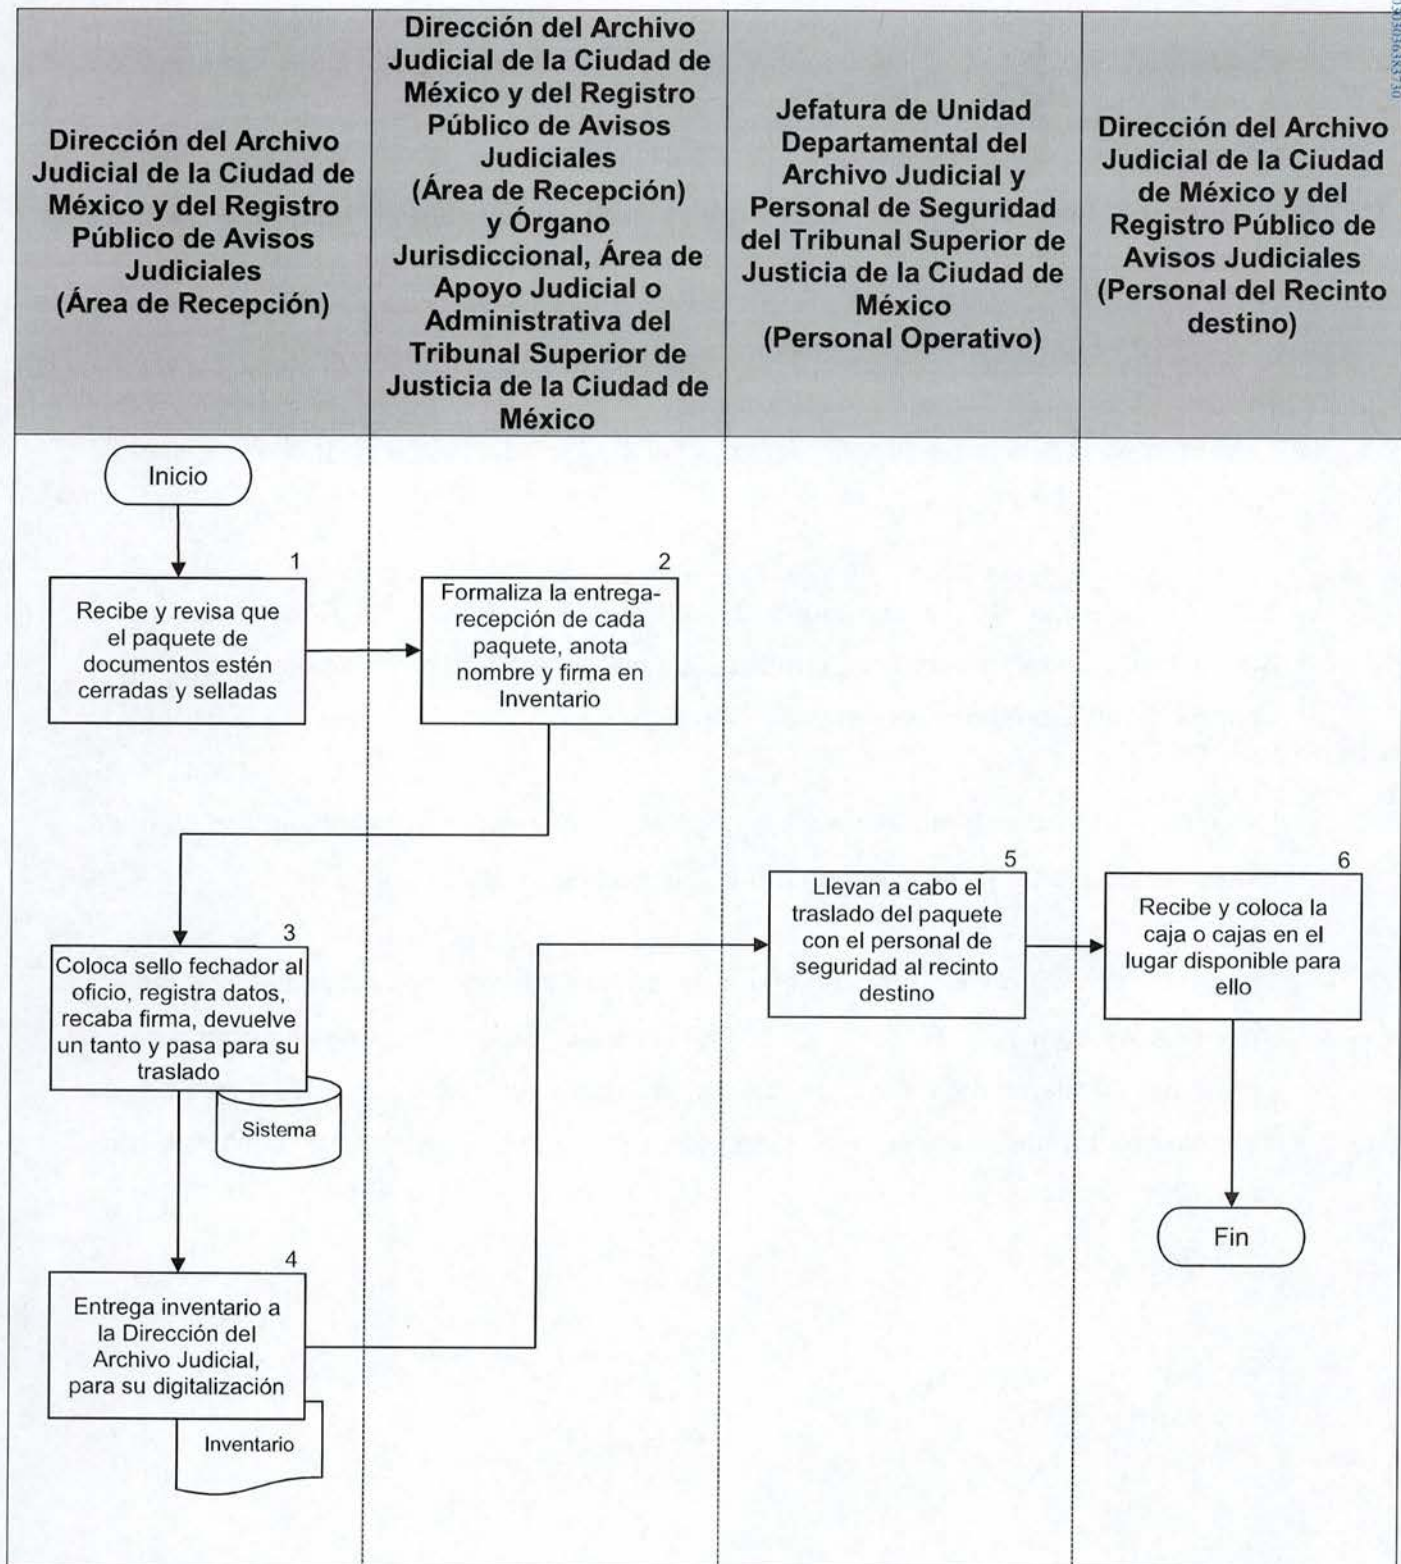 Dirección del Archivo
Judicial de la Ciudad de
México y del Registro
Público de Avisos
Judiciales
(Área de Recepción)
Dirección del Archivo
Judicial de la Ciudad de
México y del Registro
Público de Avisos
Judiciales
(Área de Recepción)
y Órgano
Jurisdiccional, Área de
Apoyo Judicial o
Administrativa del
Tribunal Superior de
Justicia de la Ciudad de
México
Jefatura de Unidad
Departamental del
Archivo Judicial y
Personal de Seguridad
del Tribunal Superior de
Justicia de la Ciudad de
México
(Personal Operativo)
Dirección del Archivo
Judicial de la Ciudad
de México y del
Registro Público de
Avisos Judiciales
(Personal del Recinto
destino)
Inicio
1
Recibe y revisa que
el paquete de
documentos estén
cerradas y selladas
2
Formaliza la entrega-
recepción de cada
paquete, anota
nombre y firma en
Inventario
3
Coloca sello fechador al
oficio, registra datos,
recaba firma, devuelve
un tanto y pasa para su
traslado
Sistema
4
Entrega inventario a
la Dirección del
Archivo Judicial,
para su digitalización
Inventario
5
Llevan a cabo el
traslado del paquete
con el personal de
seguridad al recinto
destino
6
Recibe y coloca la
caja o cajas en el
lugar disponible para
ello
Fin